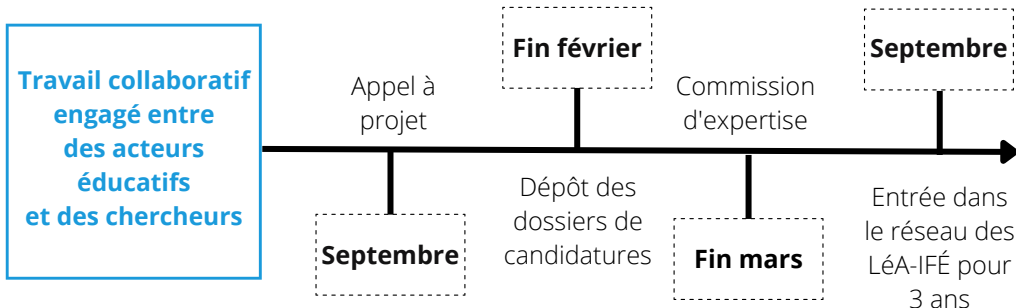 Travail collaboratif
engagé entre
des acteurs
éducatifs
et des chercheurs
Appel à
projet
Septembre
Fin février
Dépôt des
dossiers de
candidatures
Commission
d'expertise
Fin mars
Septembre
Entrée dans
le réseau des
LéA-IFÉ pour
3 ans